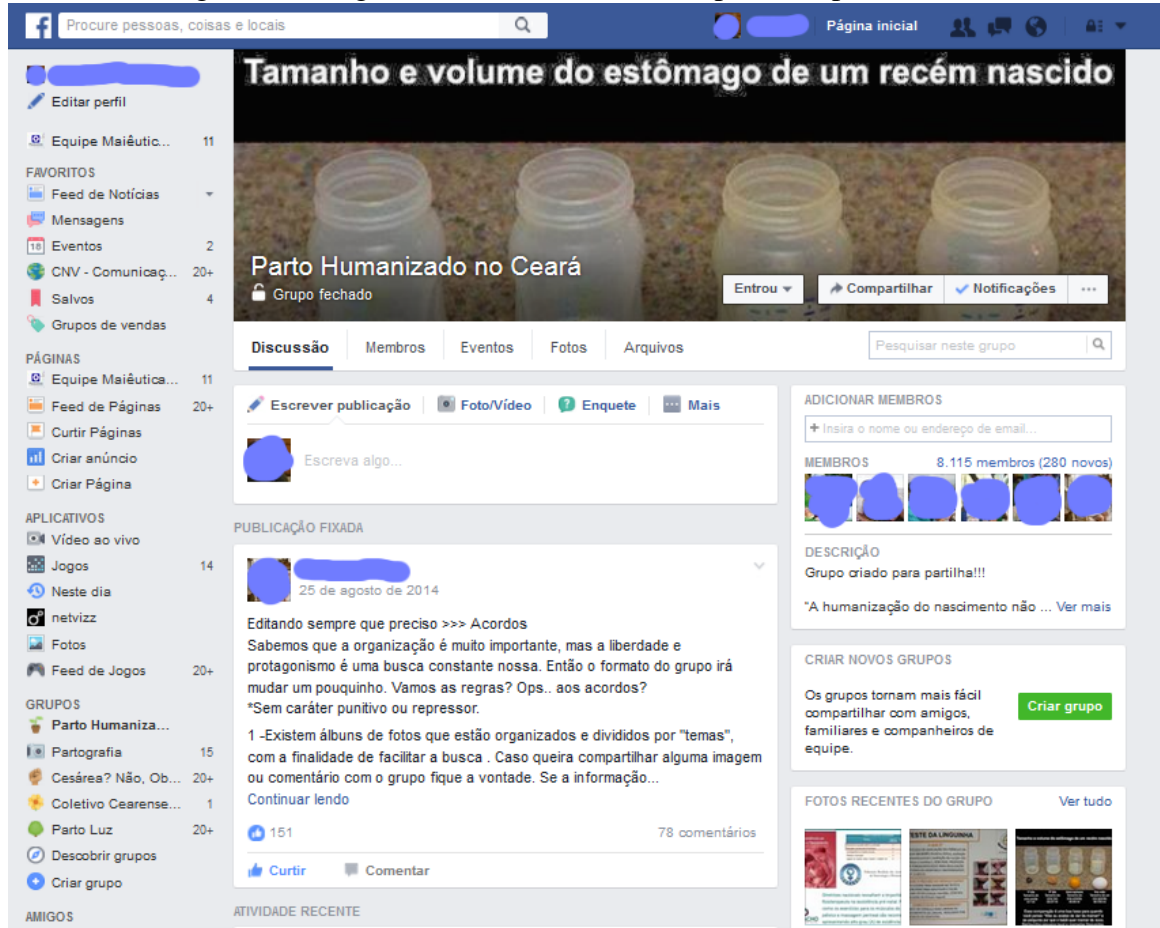 Procure pessoas, coisas e locais
Página inicial
Editar perfil
Equipe Maiêutic... 11
FAVORITOS
Feed de Notícias
Mensagens
18 Eventos 2
CNV - Comunicaç... 20+
Salvos 4
Grupos de vendas
PÁGINAS
Equipe Maiêutica... 11
Feed de Páginas 20+
Curtir Páginas
Criar anúncio
Criar Página
APLICATIVOS
Vídeo ao vivo
Jogos 14
Neste dia
netvizz
Fotos
Feed de Jogos 20+
GRUPOS
Parto Humaniza...
Partografia 15
Cesárea? Não, Ob... 20+
Coletivo Cearense... 1
Parto Luz 20+
Descobrir grupos
Criar grupo
AMIGOS
Tamanho e volume do estômago de um recém nascido
Parto Humanizado no Ceará
Grupo fechado
Entrou
Compartilhar
Notificações
Discussão Membros Eventos Fotos Arquivos
Pesquisar neste grupo
Escrever publicação Foto/Vídeo Enquete Mais
Escreva algo...
PUBLICAÇÃO FIXADA
25 de agosto de 2014
Editando sempre que preciso >>> Acordos
Sabemos que a organização é muito importante, mas a liberdade e
protagonismo é uma busca constante nossa. Então o formato do grupo irá
mudar um pouquinho. Vamos as regras? Ops.. aos acordos?
*Sem caráter punitivo ou repressor.
1 -Existem álbuns de fotos que estão organizados e divididos por "temas",
com a finalidade de facilitar a busca . Caso queira compartilhar alguma imagem
ou comentário com o grupo fique a vontade. Se a informação...
Continuar lendo
151
78 comentários
Curtir Comentar
ATIVIDADE RECENTE
ADICIONAR MEMBROS
+ Insira o nome ou endereço de email...
MEMBROS 8.115 membros (280 novos)
DESCRIÇÃO
Grupo criado para partilha!!!
"A humanização do nascimento não ... Ver mais
CRIAR NOVOS GRUPOS
Os grupos tornam mais fácil
compartilhar com amigos,
familiares e companheiros de
equipe.
Criar grupo
FOTOS RECENTES DO GRUPO Ver tudo
TESTE DA LINGUINHA